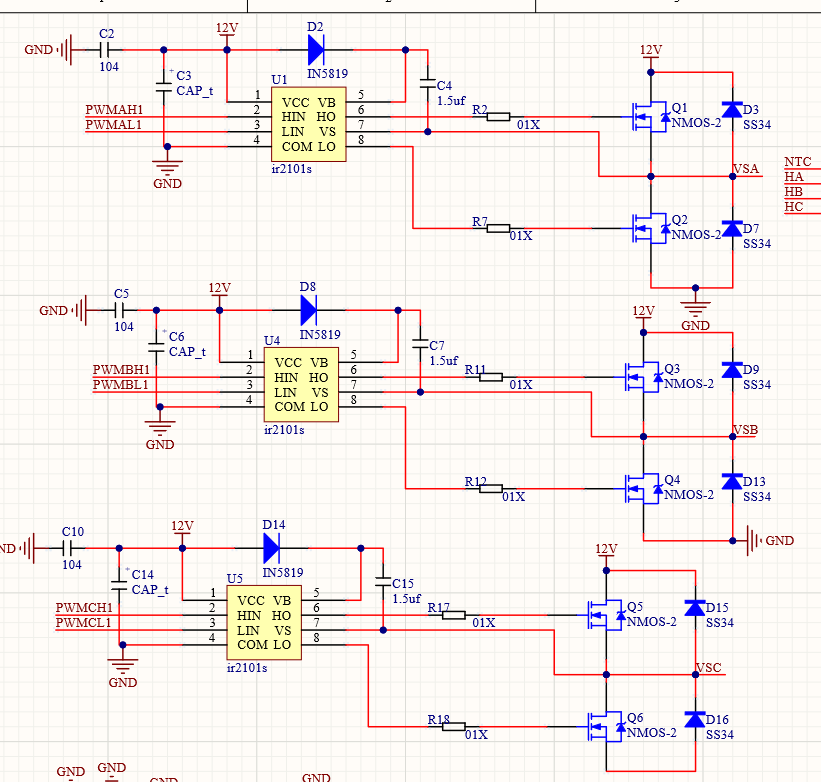 12V
GND
C2
104
C3
CAP_t
D2
IN5819
C4
1.5uf
U1
1 VCC VB 5
PWMAH1 2 HIN HO 6
PWMAL1 3 LIN VS 7
4 COM LO 8
ir2101s
GND
R2
01X
12V
Q1
NMOS-2
D3
SS34
VSA
NTC
HA
HB
HC
R7
01X
Q2
NMOS-2
D7
SS34
GND
GND
C5
104
12V
D8
IN5819
C6
CAP_t
C7
1.5uf
U4
1 VCC VB 5
PWMBH1 2 HIN HO 6
PWMBL1 3 LIN VS 7
4 COM LO 8
ir2101s
GND
R11
01X
12V
Q3
NMOS-2
D9
SS34
VSB
R12
01X
Q4
NMOS-2
D13
SS34
GND
ND
C10
104
12V
D14
IN5819
C14
CAP_t
C15
1.5uf
U5
1 VCC VB 5
PWMCH1 2 HIN HO 6
PWMCL1 3 LIN VS 7
4 COM LO 8
ir2101s
GND
R17
01X
12V
Q5
NMOS-2
D15
SS34
VSC
R18
01X
Q6
NMOS-2
D16
SS34
GND
GND
GND
GND